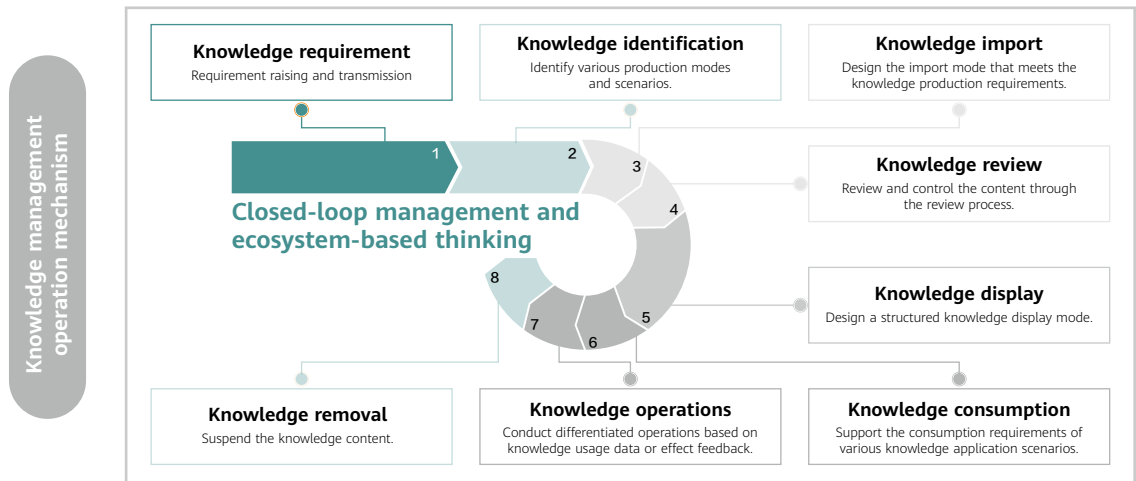 Knowledge management
operation mechanism
Knowledge requirement
Requirement raising and transmission
Knowledge identification
Identify various production modes
and scenarios.
Knowledge import
Design the import mode that meets the
knowledge production requirements.
1
2
3
4
5
6
7
8
Closed-loop management and
ecosystem-based thinking
Knowledge review
Review and control the content through
the review process.
Knowledge display
Design a structured knowledge display mode.
Knowledge removal
Suspend the knowledge content.
Knowledge operations
Conduct differentiated operations based on
knowledge usage data or effect feedback.
Knowledge consumption
Support the consumption requirements of
various knowledge application scenarios.